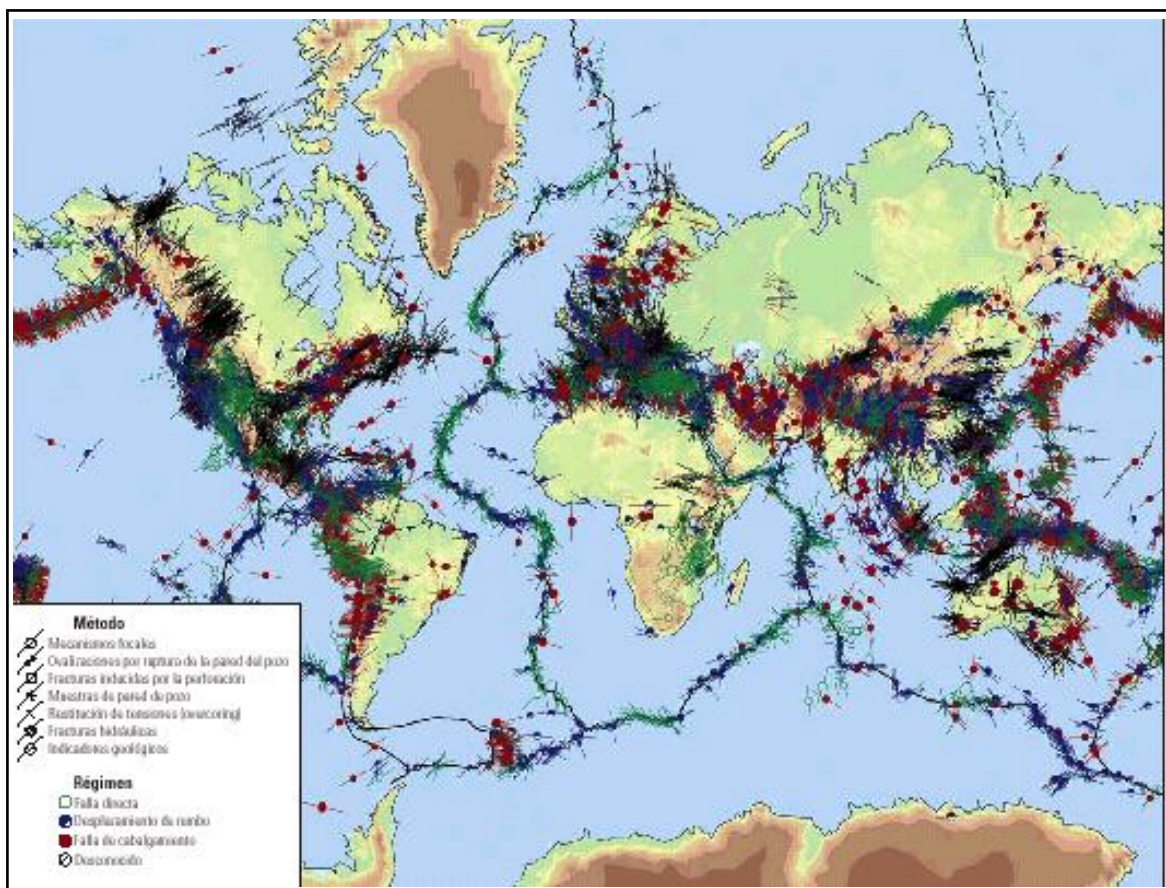 Método
Mecanismos focales
Ovalizaciones por ruptura de la pared del pozo
Fracturas inducidas por la perforación
Muestras de pared de pozo
Restitución de tensiones (overcoring)
Fracturas hidráulicas
Indicadores geológicos
Régimen
Falla directa
Desplazamiento de rumbo
Falla de cabalgamiento
Desconocido